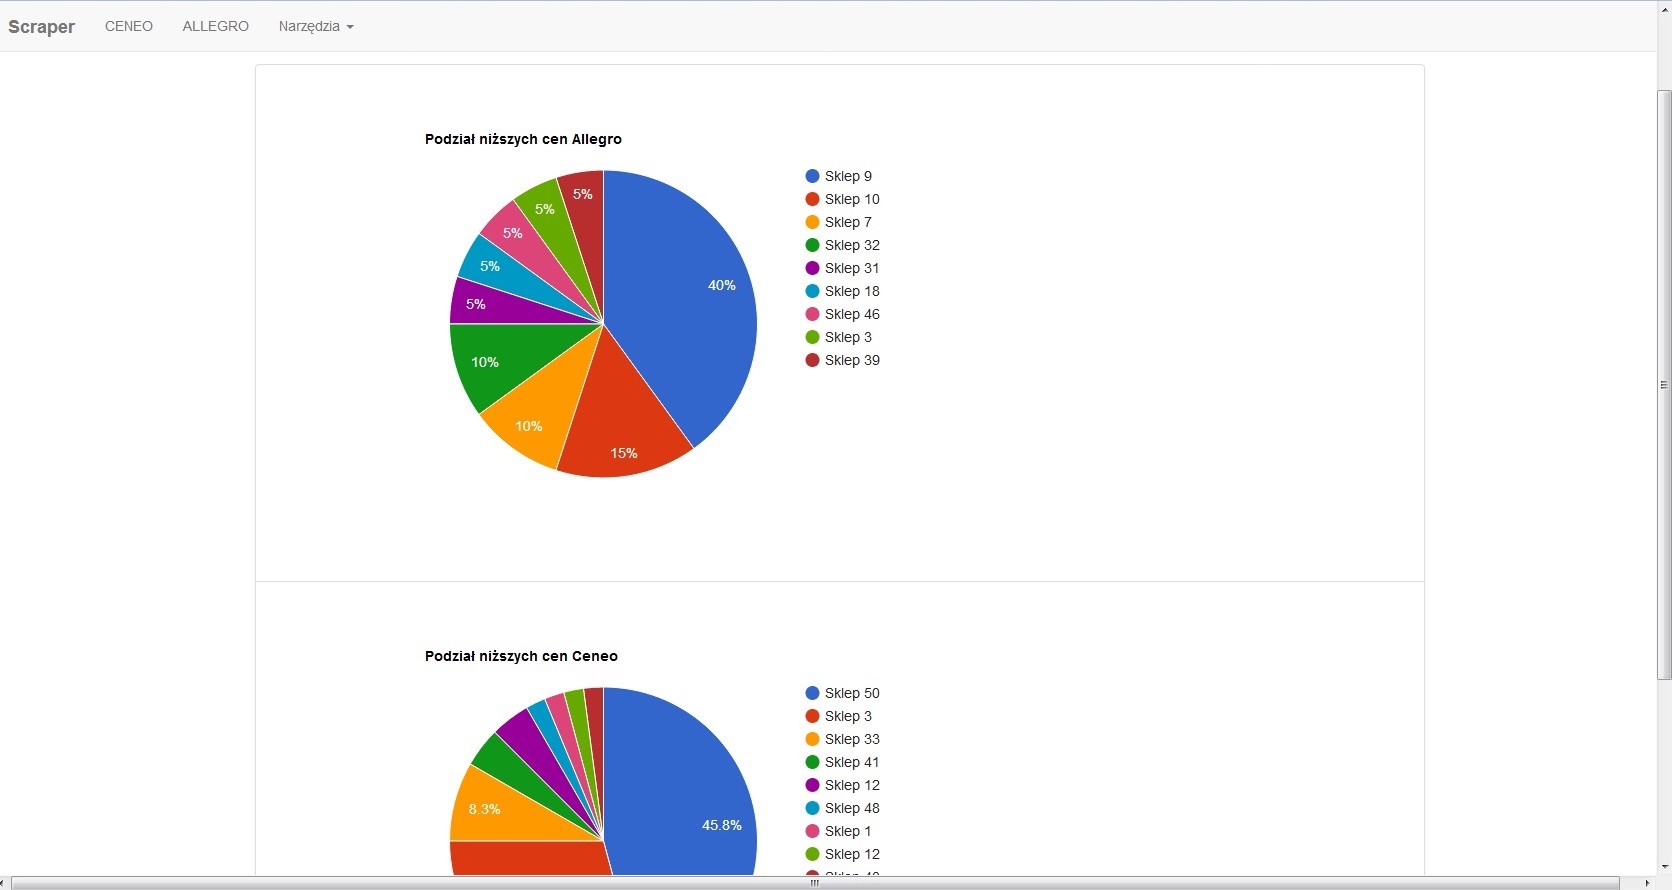 Scraper CENEO ALLEGRO Narzędzia
Podział niższych cen Allegro
40%
15%
10%
10%
5%
5%
5%
5%
5%
Sklep 9
Sklep 10
Sklep 7
Sklep 32
Sklep 31
Sklep 18
Sklep 46
Sklep 3
Sklep 39
Podział niższych cen Ceneo
45.8%
8.3%
Sklep 50
Sklep 3
Sklep 33
Sklep 41
Sklep 12
Sklep 48
Sklep 1
Sklep 12